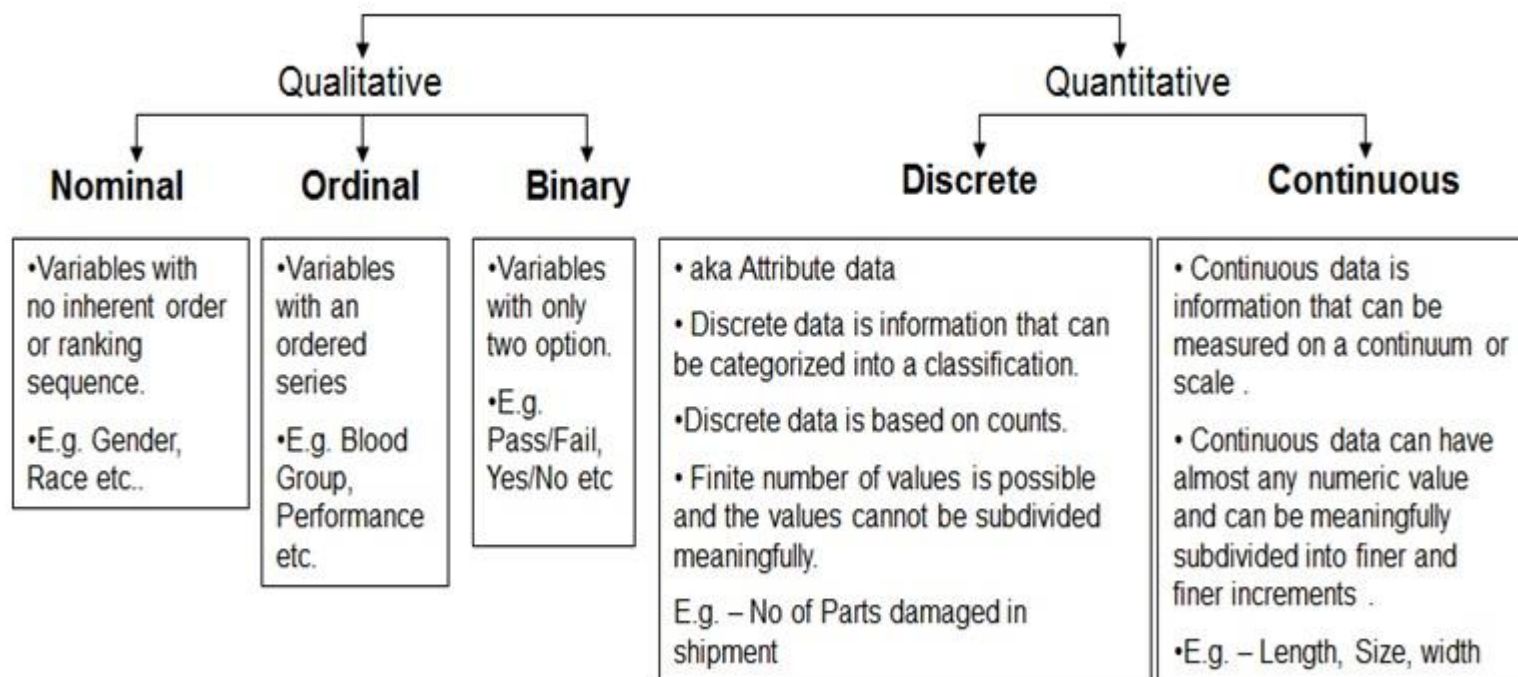 Qualitative
Quantitative
Nominal
Ordinal
Binary
Discrete
Continuous
•Variables with
no inherent order
or ranking
sequence.
•E.g. Gender,
Race etc..
•Variables
with an
ordered
series
•E.g. Blood
Group,
Performance
etc.
•Variables
with only
two option.
•E.g.
Pass/Fail,
Yes/No etc
• aka Attribute data
• Discrete data is information that can
be categorized into a classification.
•Discrete data is based on counts.
• Finite number of values is possible
and the values cannot be subdivided
meaningfully.
E.g. – No of Parts damaged in
shipment
• Continuous data is
information that can be
measured on a continuum or
scale .
• Continuous data can have
almost any numeric value
and can be meaningfully
subdivided into finer and
finer increments .
•E.g. – Length, Size, width